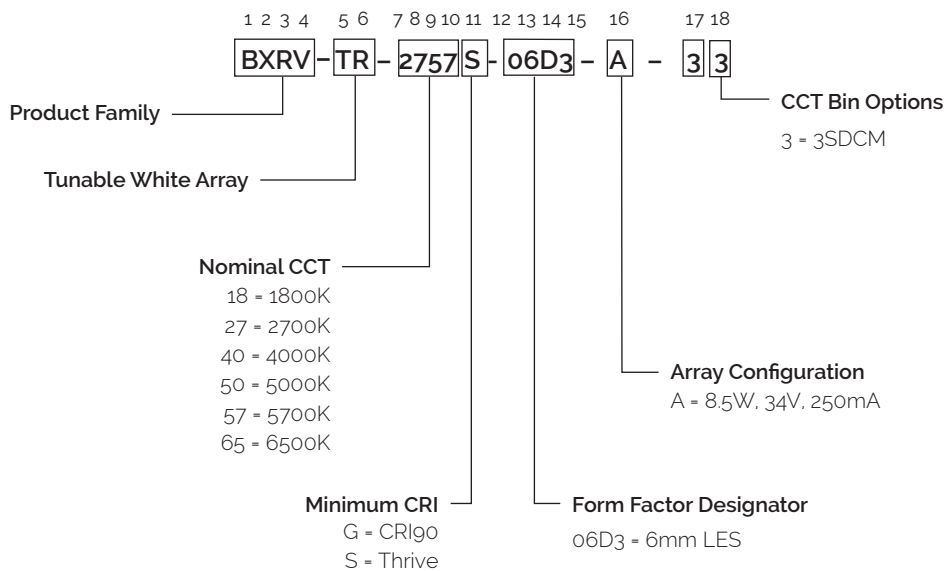 1 2 3 4 5 6 7 8 9 10 11 12 13 14 15 16 17 18
BXRV – TR – 2757 S - 06D3 – A – 3 3
Product Family
CCT Bin Options
3 = 3SDCM
Tunable White Array
Nominal CCT
18 = 1800K
27 = 2700K
40 = 4000K
50 = 5000K
57 = 5700K
65 = 6500K
Array Configuration
A = 8.5W, 34V, 250mA
Minimum CRI
G = CRI90
S = Thrive
Form Factor Designator
06D3 = 6mm LES